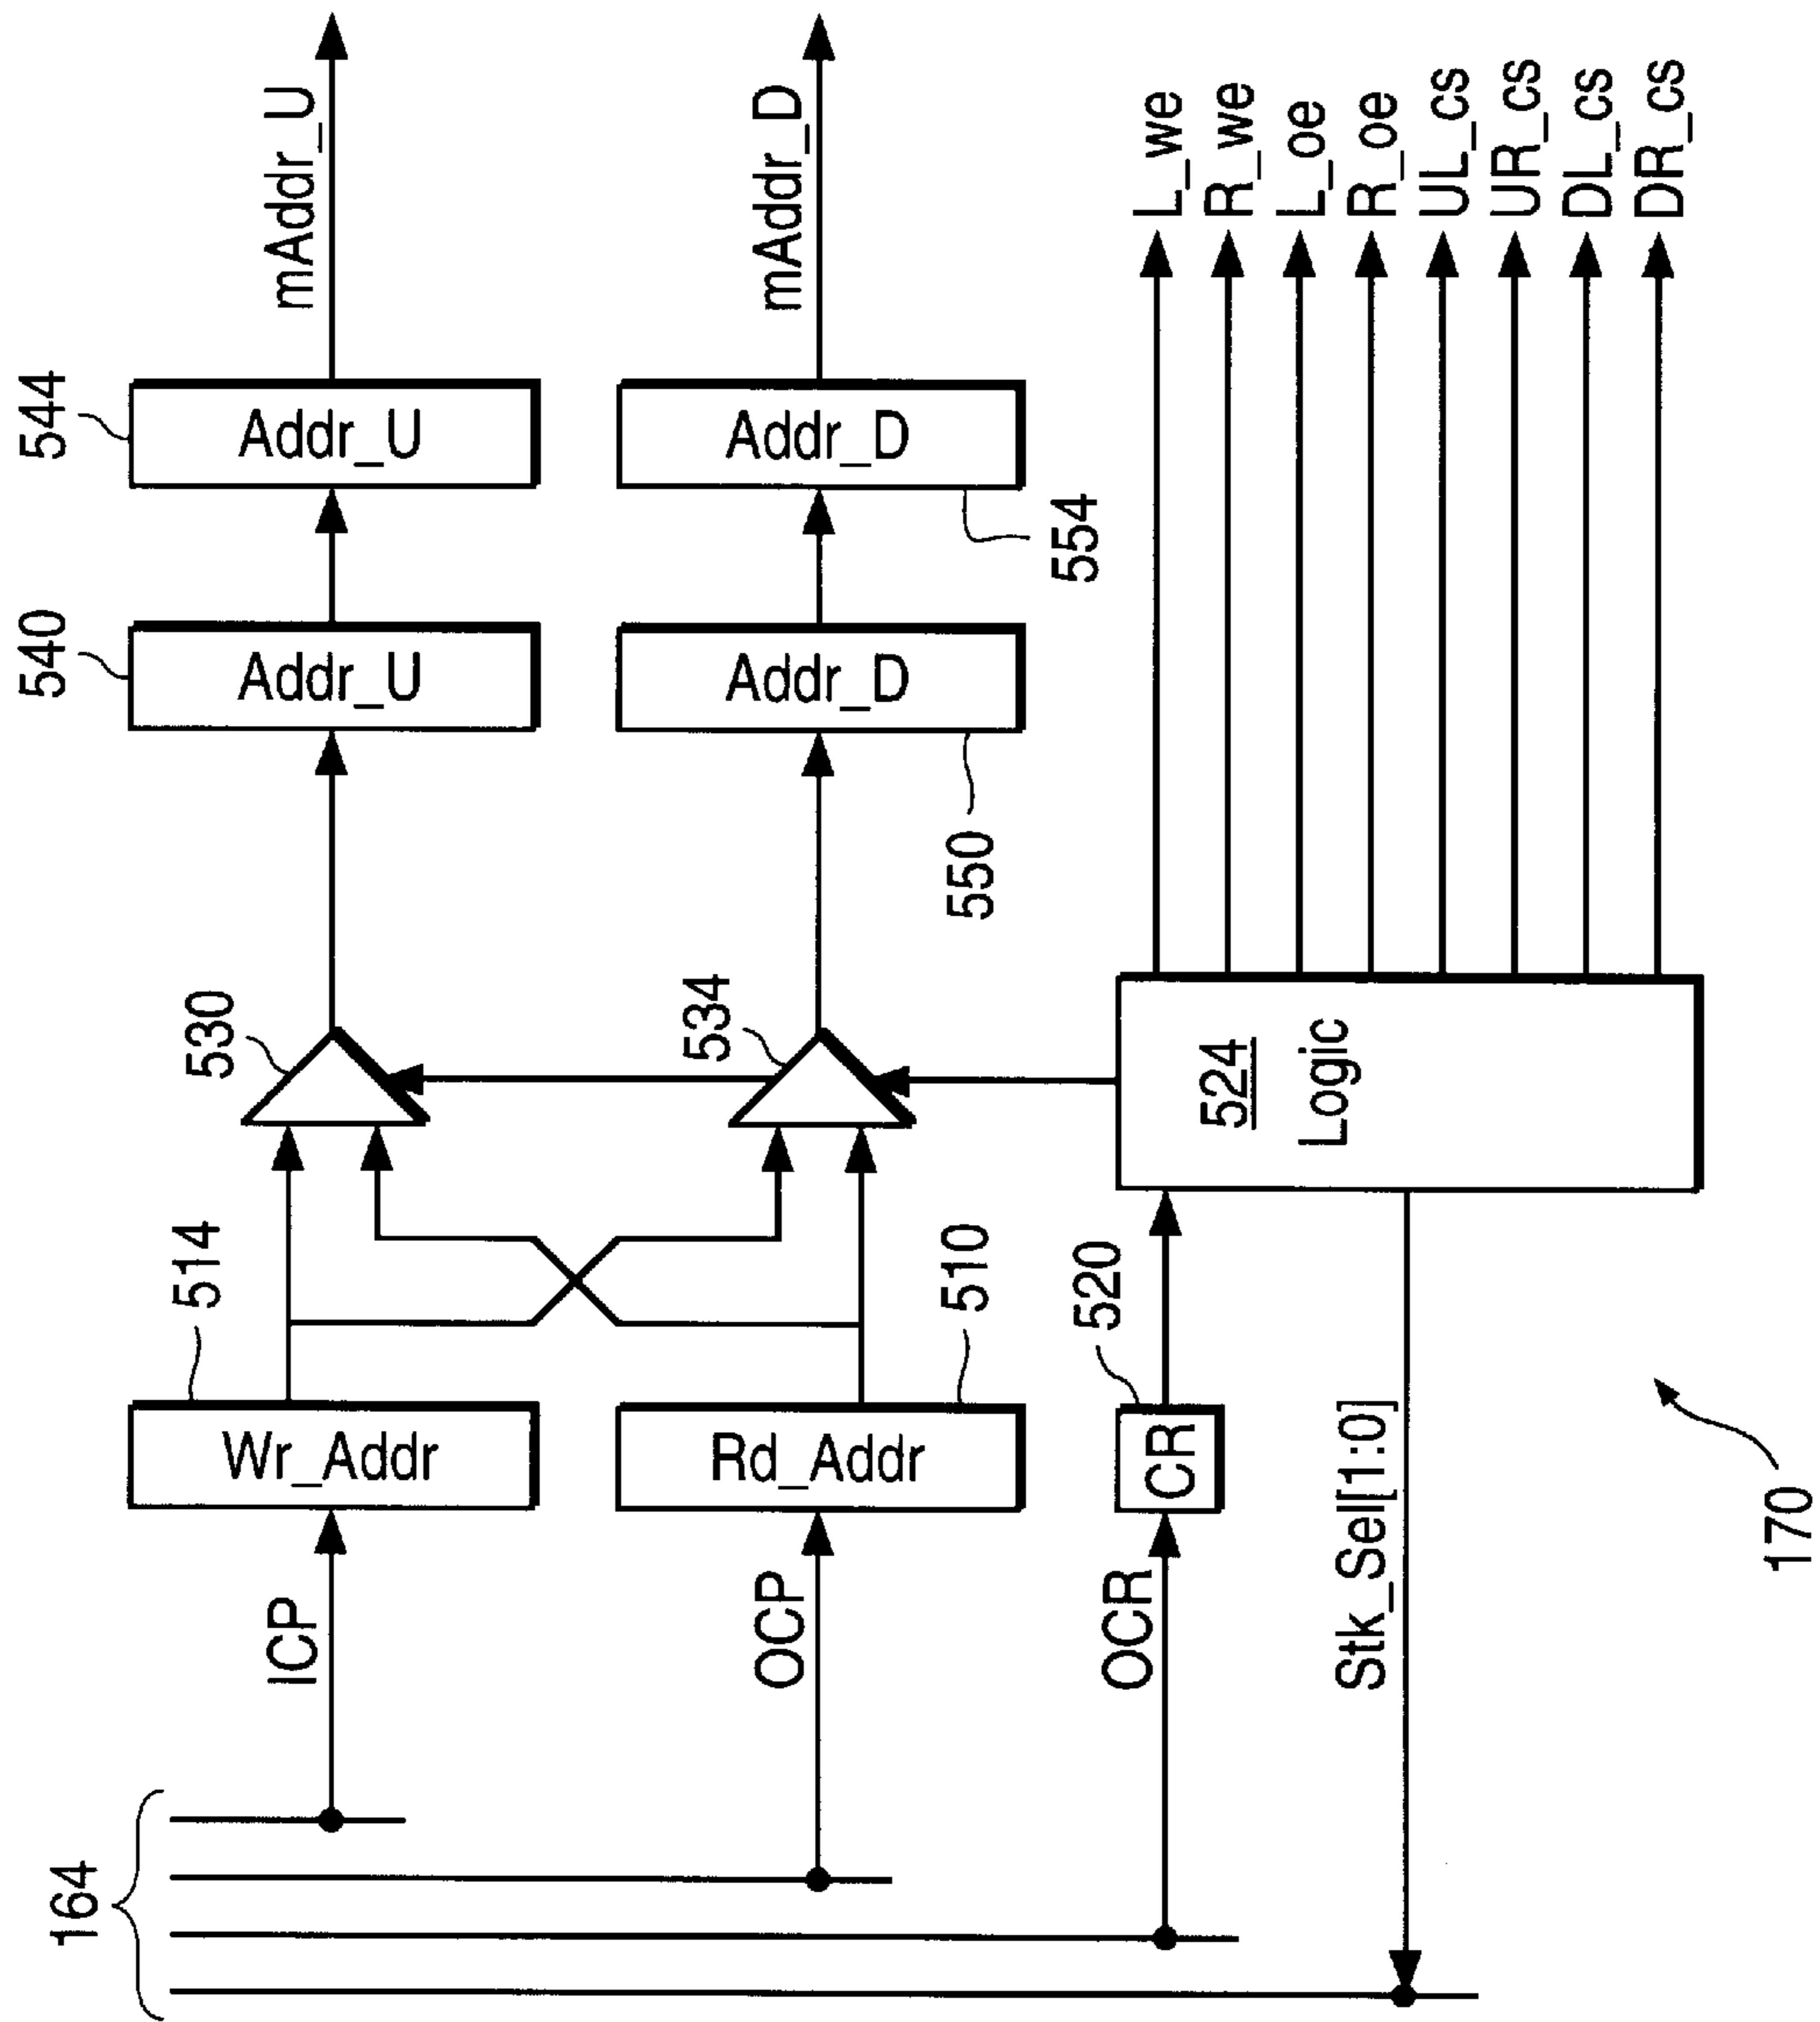 164
ICP
OCP
OCR
Stk_Sel[1:0]
170
514
Wr_Addr
510
Rd_Addr
520
CR
530
534
524
Logic
540
Addr_U
550
Addr_D
544
Addr_U
554
Addr_D
mAddr_U
mAddr_D
L_we
R_we
L_oe
R_oe
UL_cs
UR_cs
DL_cs
DR_cs